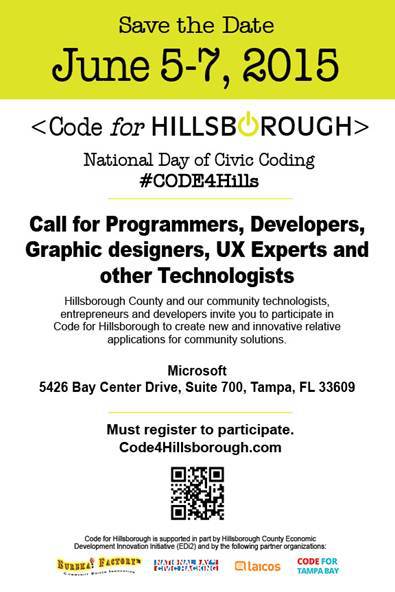 Save the Date
June 5-7, 2015
<Code for HILLSBOROUGH>
National Day of Civic Coding
#CODE4Hills
Call for Programmers, Developers,
Graphic designers, UX Experts and
other Technologists
Hillsborough County and our community technologists,
entrepreneurs and developers invite you to participate in
Code for Hillsborough to create new and innovative relative
applications for community solutions.
Microsoft
5426 Bay Center Drive, Suite 700, Tampa, FL 33609
Must register to participate.
Code4Hillsborough.com
Code for Hillsborough is supported in part by Hillsborough County Economic
Development Innovation Initiative (EDi2) and by the following partner organizations:
EUREKA! FACTORY
NATIONAL DAY OF
CIVIC HACKING
laicos
CODE FOR
TAMPA BAY